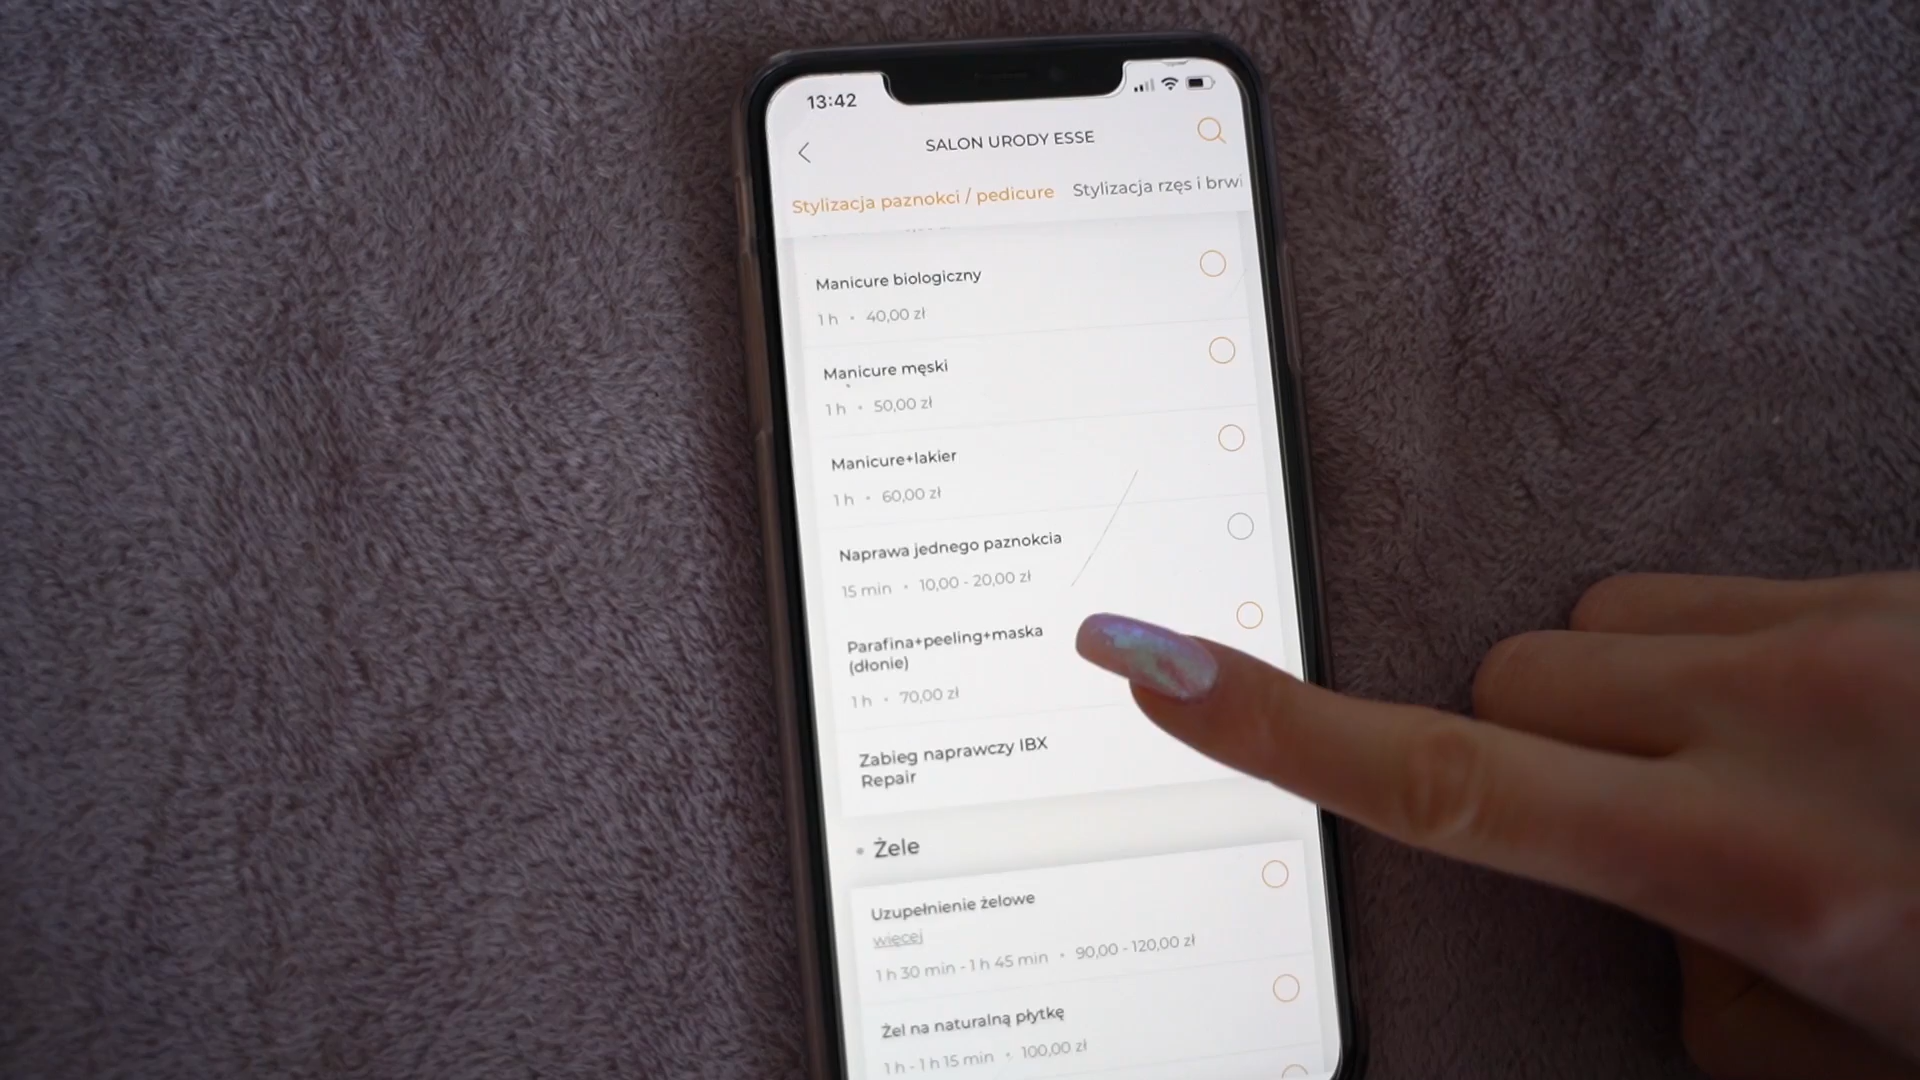 13:42
SALON URODY ESSE
Stylizacja paznokci / pedicure Stylizacja rzęs i brwi
Manicure biologiczny
1 h • 40,00 zł
Manicure męski
1 h • 50,00 zł
Manicure+lakier
1 h • 60,00 zł
Naprawa jednego paznokcia
15 min • 10,00 - 20,00 zł
Parafina+peeling+maska
(dłonie)
1 h • 70,00 zł
Zabieg naprawczy IBX
Repair
• Żele
Uzupełnienie żelowe
więcej
1 h 30 min - 1 h 45 min • 90,00 - 120,00 zł
Żel na naturalną płytkę
1 h - 1 h 15 min • 100,00 zł